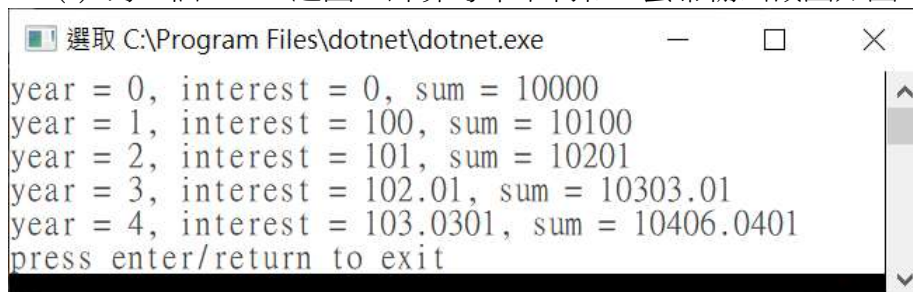 選取 C:\Program Files\dotnet\dotnet.exe
year = 0, interest = 0, sum = 10000
year = 1, interest = 100, sum = 10100
year = 2, interest = 101, sum = 10201
year = 3, interest = 102.01, sum = 10303.01
year = 4, interest = 103.0301, sum = 10406.0401
press enter/return to exit